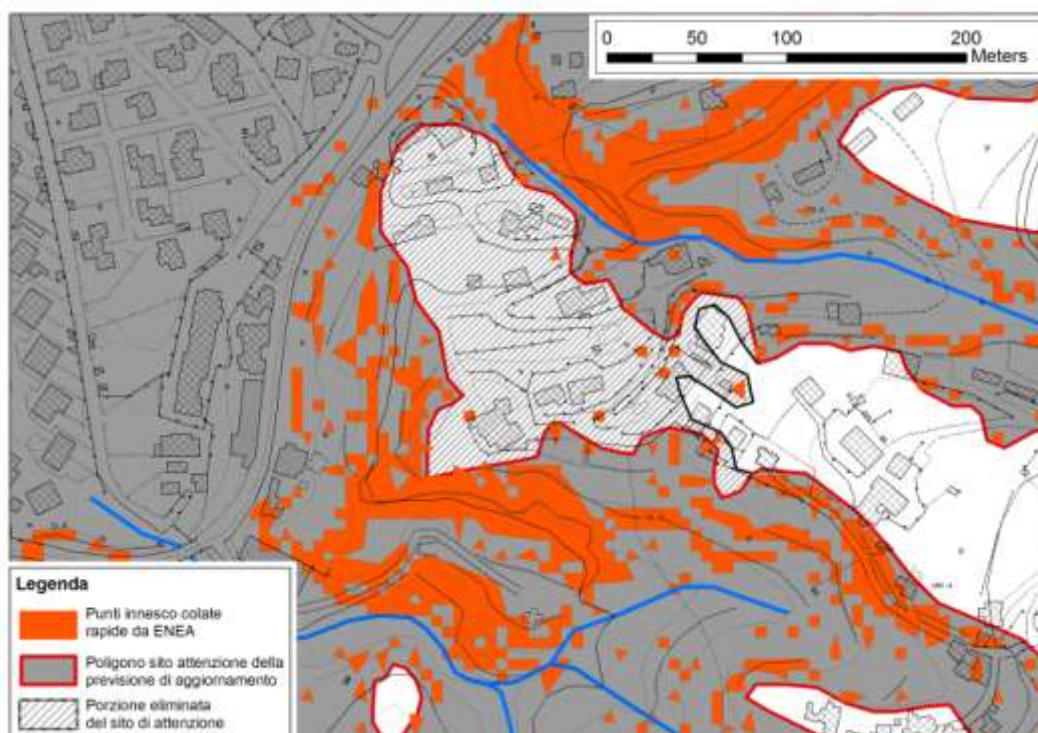 0 50 100 200
Meters
Legenda
Punti innesco colate
rapide da ENEA
Poligono sito attenzione della
previsione di aggiornamento
Porzione eliminata
del sito di attenzione